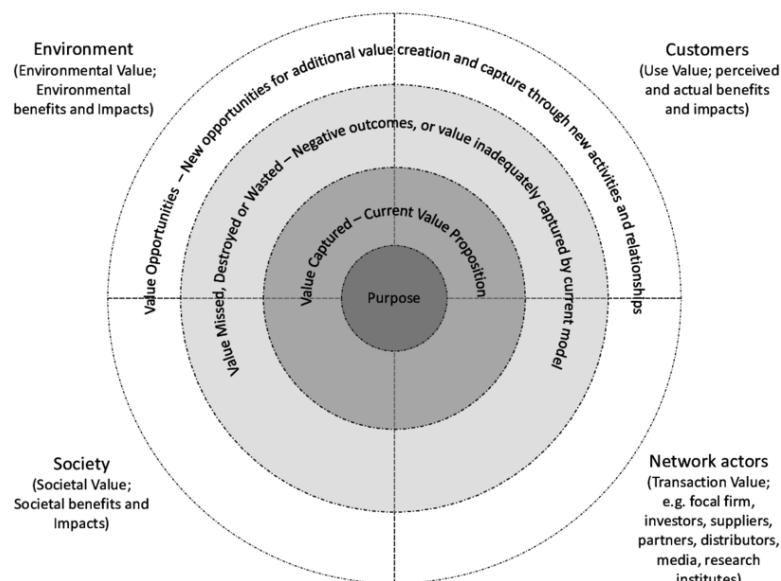 Environment
(Environmental Value;
Environmental
benefits and Impacts)
Customers
(Use Value; perceived
and actual benefits
and impacts)
Value Opportunities – New opportunities for additional value creation and capture through new activities and relationships
Value Missed, Destroyed or Wasted – Negative outcomes, or value inadequately captured by current model
Value Captured – Current Value Proposition
Purpose
Society
(Societal Value;
Societal benefits and
Impacts)
Network actors
(Transaction Value;
e.g. focal firm,
investors, suppliers,
partners, distributors,
media, research
institutes)